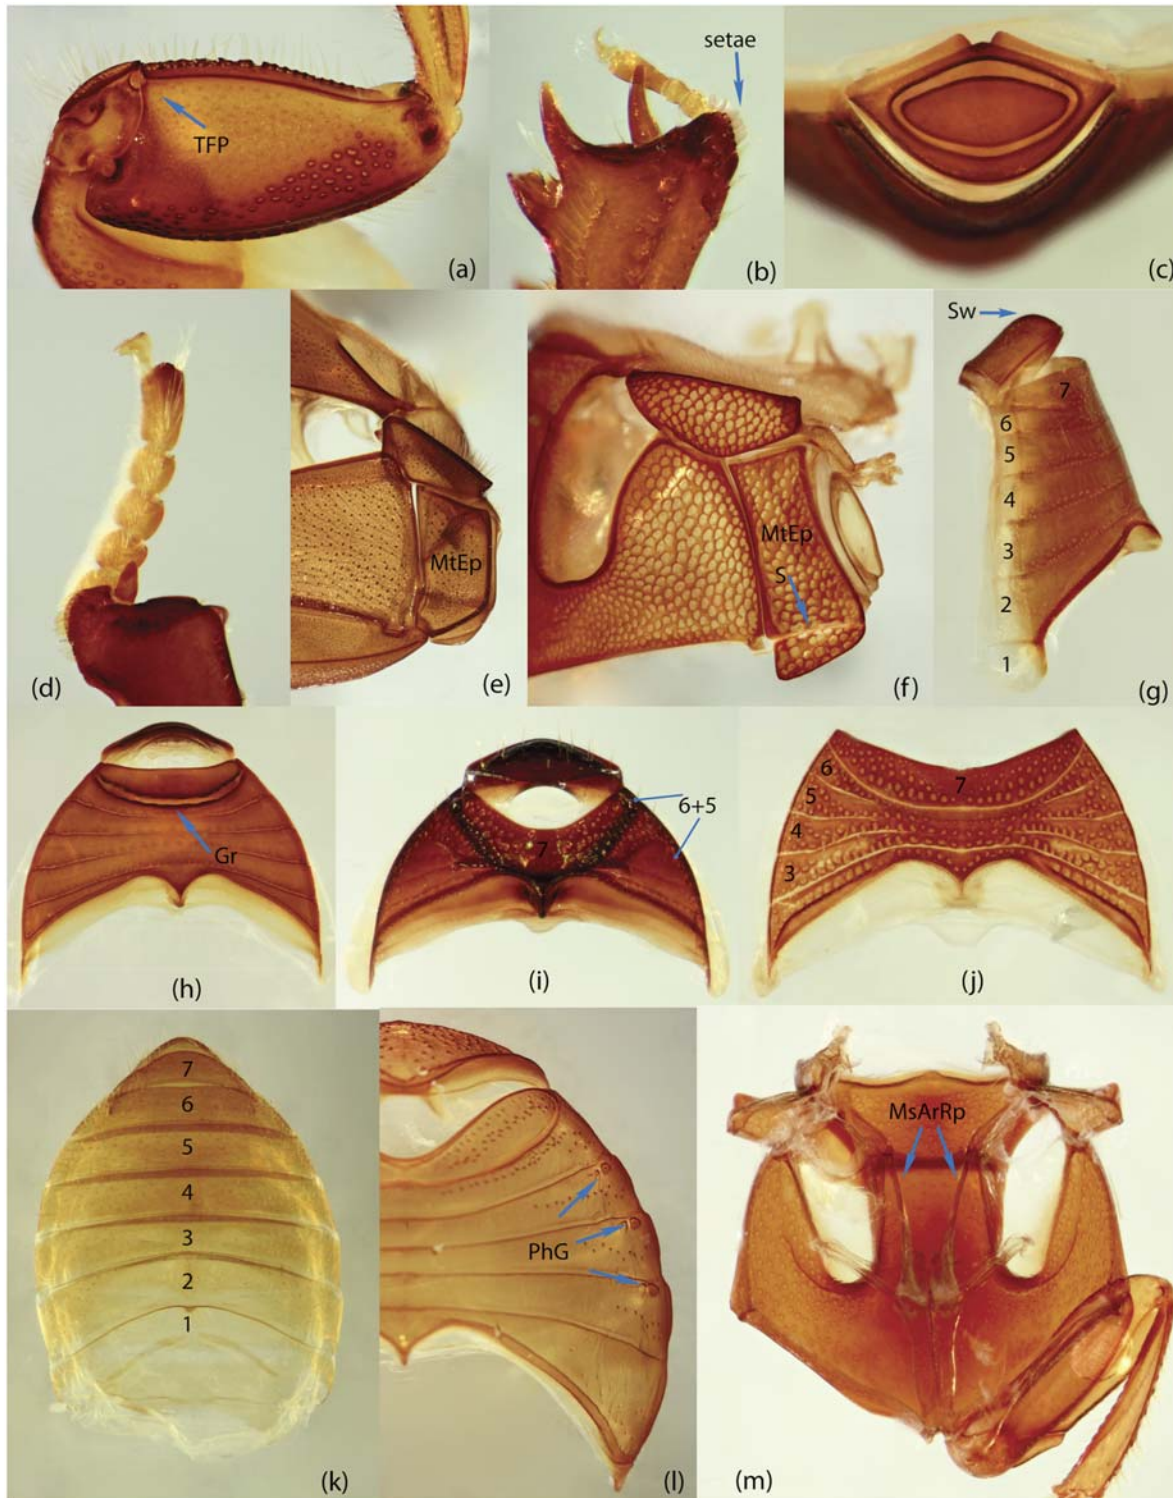 TFP
(a)
setae
(b)
(c)
(d)
MtEp
(e)
MtEp
S
(f)
Sw
7
6
5
4
3
2
1
(g)
Gr
(h)
6+5
7
(i)
6
7
5
4
3
(j)
7
6
5
4
3
2
1
(k)
PhG
(l)
MsArRp
(m)